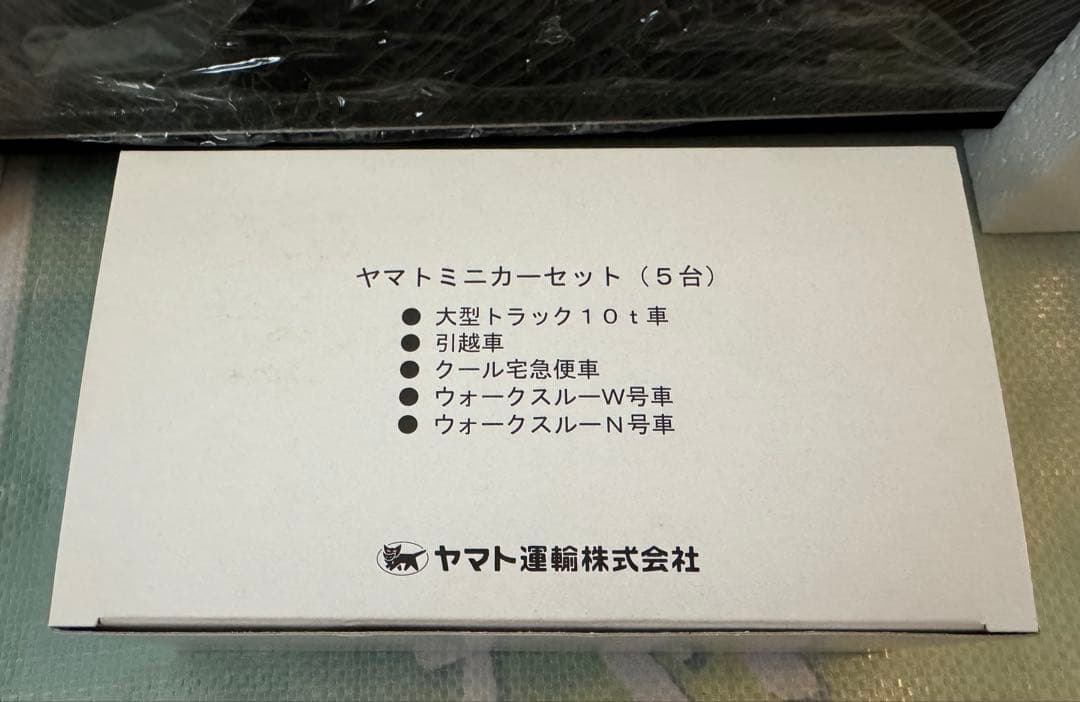 ヤマトミニカーセット（５台）
● 大型トラック１０ｔ車
● 引越車
● クール宅急便車
● ウォークスルーＷ号車
● ウォークスルーＮ号車
ヤマト運輸株式会社